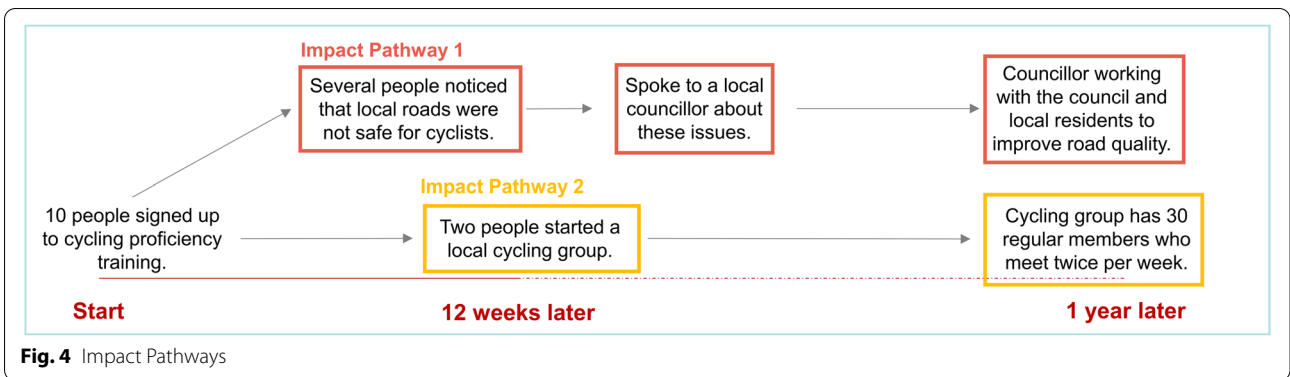 Impact Pathway 1
Several people noticed
that local roads were
not safe for cyclists.
Spoke to a local
councillor about
these issues.
Councillor working
with the council and
local residents to
improve road quality.
10 people signed up
to cycling proficiency
training.
Impact Pathway 2
Two people started a
local cycling group.
Cycling group has 30
regular members who
meet twice per week.
Start
12 weeks later
1 year later
Fig. 4 Impact Pathways